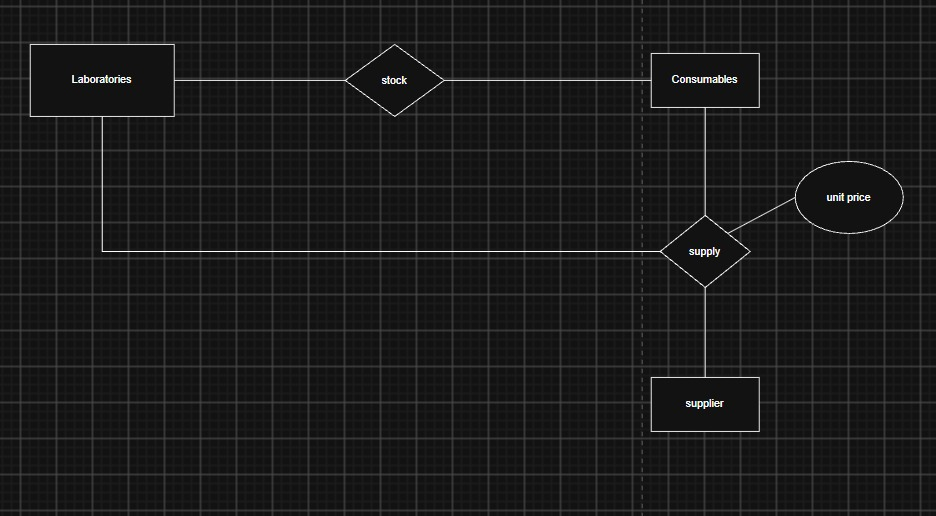 Laboratories
stock
Consumables
unit price
supply
supplier